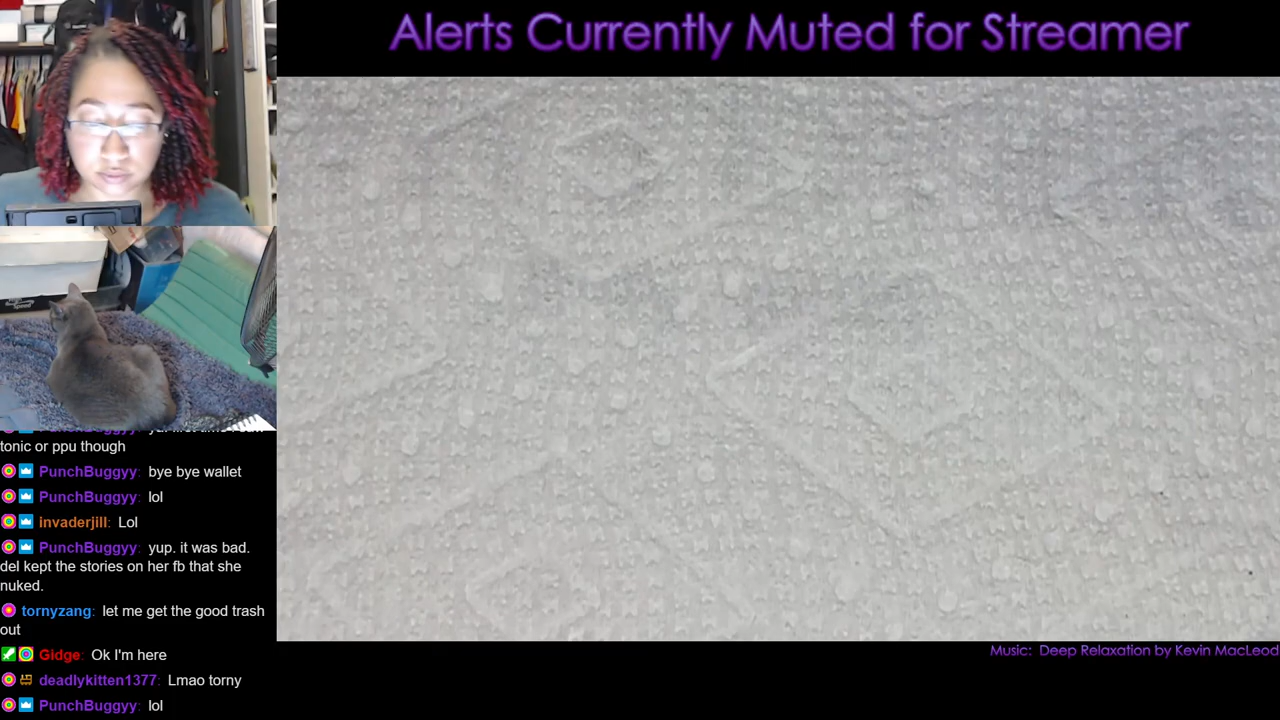 Alerts Currently Muted for Streamer
tonic or ppu though
PunchBuggyy: bye bye wallet
PunchBuggyy: lol
invaderjill: Lol
PunchBuggyy: yup. it was bad.
del kept the stories on her fb that she
nuked.
tornyzang: let me get the good trash
out
Gidge: Ok I'm here
deadlykitten1377: Lmao torny
PunchBuggyy: lol
Music: Deep Relaxation by Kevin MacLeod